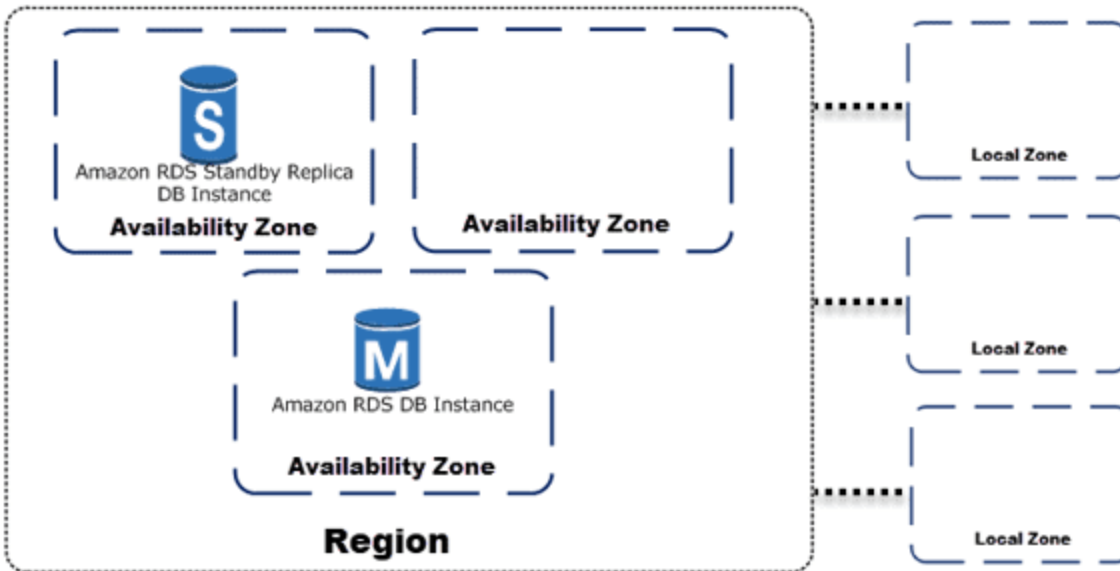 S
Amazon RDS Standby Replica
DB Instance
Availability Zone
Availability Zone
M
Amazon RDS DB Instance
Availability Zone
Region
Local Zone
Local Zone
Local Zone